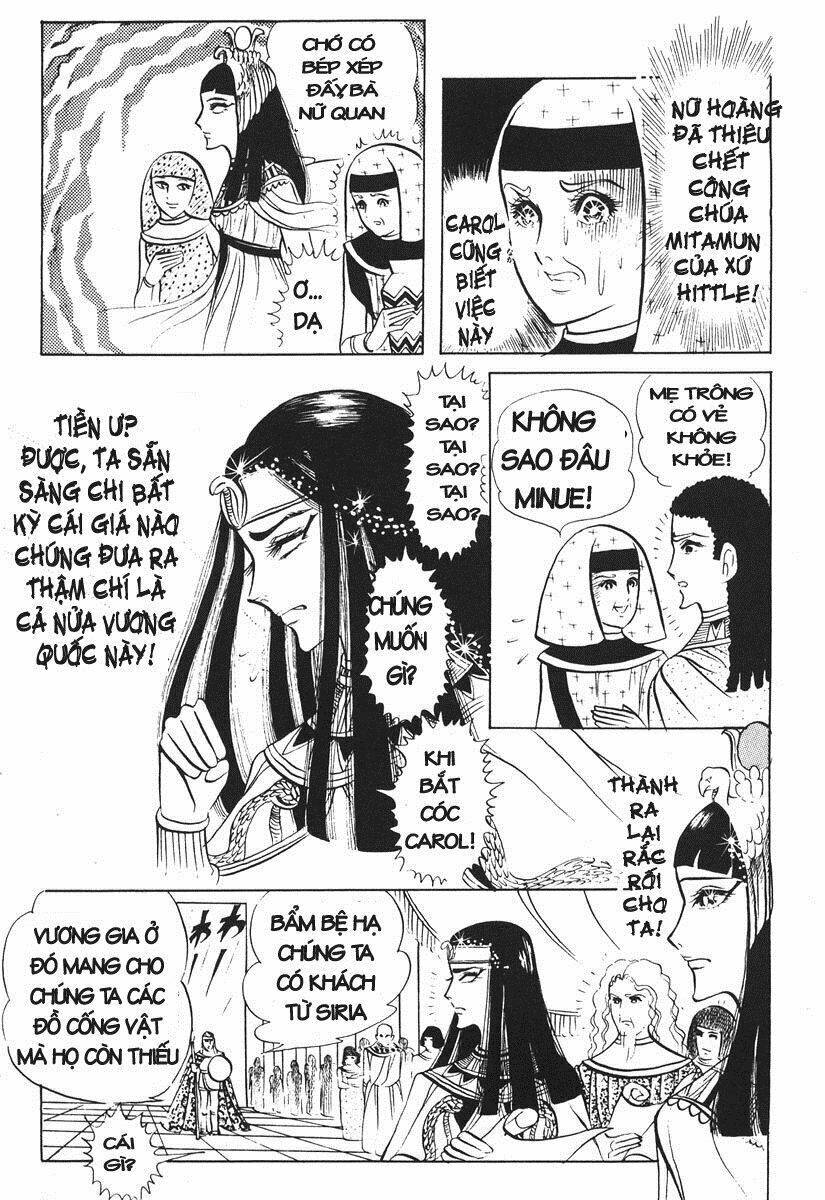 NỮ HOÀNG
ĐÃ THIÊU
CHẾT
CÔNG
CHÚA
MITAMUN
CỦA XỨ
HITTLE!
CAROL
CŨNG
BIẾT
VIỆC
NÀY
CHỚ CÓ
BÉP XÉP
ĐẤY, BÀ
NỮ QUAN
Ơ...
DẠ
MẸ TRÔNG
CÓ VẺ
KHÔNG
KHỎE!
KHÔNG
SAO ĐÂU
MINUE!
TẠI
SAO?
TẠI
SAO?
TẠI
SAO?
CHÚNG
MUỐN
GÌ?
KHI
BẮT
CÓC
CAROL!
TIỀN Ư?
ĐƯỢC, TA SẴN
SÀNG CHI BẤT
KỲ CÁI GIÁ NÀO
CHÚNG ĐƯA RA
THẬM CHÍ LÀ
CẢ NỬA VƯƠNG
QUỐC NÀY!
THÀNH
RA
LẠI
RẮC
RỐI
CHO
TA!
BẨM BỆ HẠ
CHÚNG TA
CÓ KHÁCH
TỪ SIRIA
VƯƠNG GIA Ở
ĐÓ MANG CHO
CHÚNG TA CÁC
ĐỒ CỐNG VẬT
MÀ HỌ CÒN THIẾU
CÁI
GÌ?